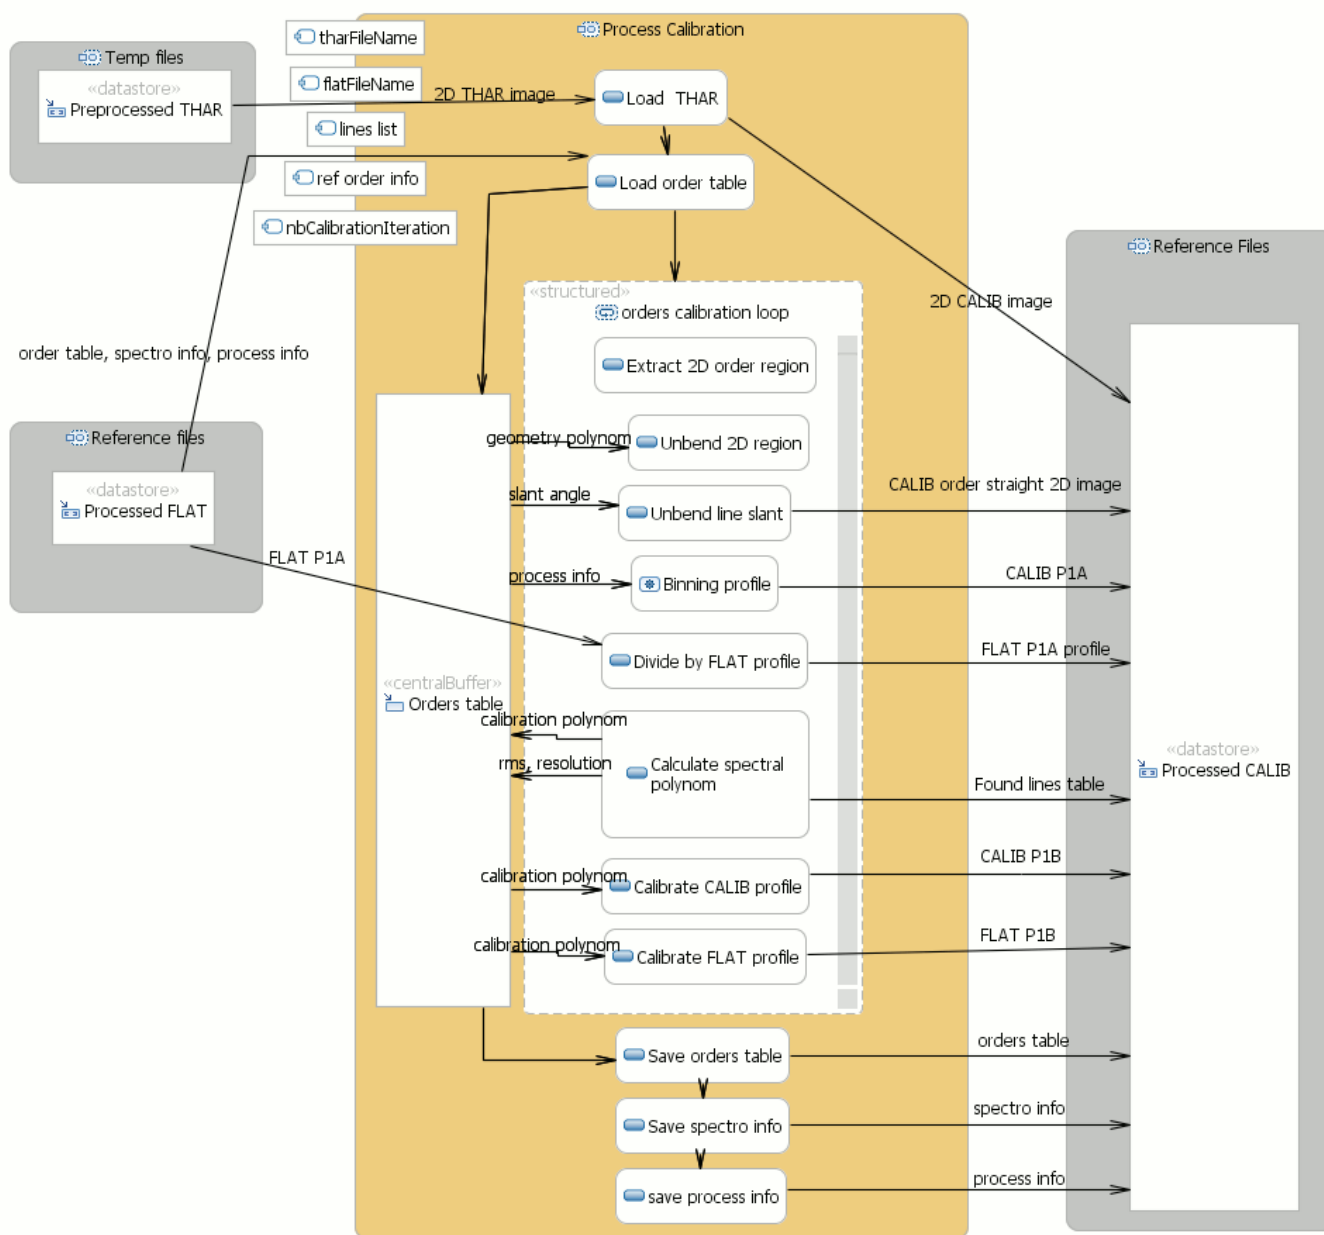 Process Calibration
tharFileName
Temp files
«datastore»
Preprocessed THAR
flatFileName
2D THAR image
Load THAR
lines list
ref order info
Load order table
nbCalibrationIteration
Reference Files
«structured»
orders calibration loop
2D CALIB image
order table, spectro info, process info
Extract 2D order region
Reference files
«datastore»
Processed FLAT
geometry polynom
Unbend 2D region
slant angle
Unbend line slant
CALIB order straight 2D image
FLAT P1A
process info
Binning profile
CALIB P1A
Divide by FLAT profile
FLAT P1A profile
«centralBuffer»
Orders table
calibration polynom
rms, resolution
Calculate spectral
polynom
Found lines table
«datastore»
Processed CALIB
calibration polynom
Calibrate CALIB profile
CALIB P1B
calibration polynom
Calibrate FLAT profile
FLAT P1B
Save orders table
orders table
Save spectro info
spectro info
save process info
process info